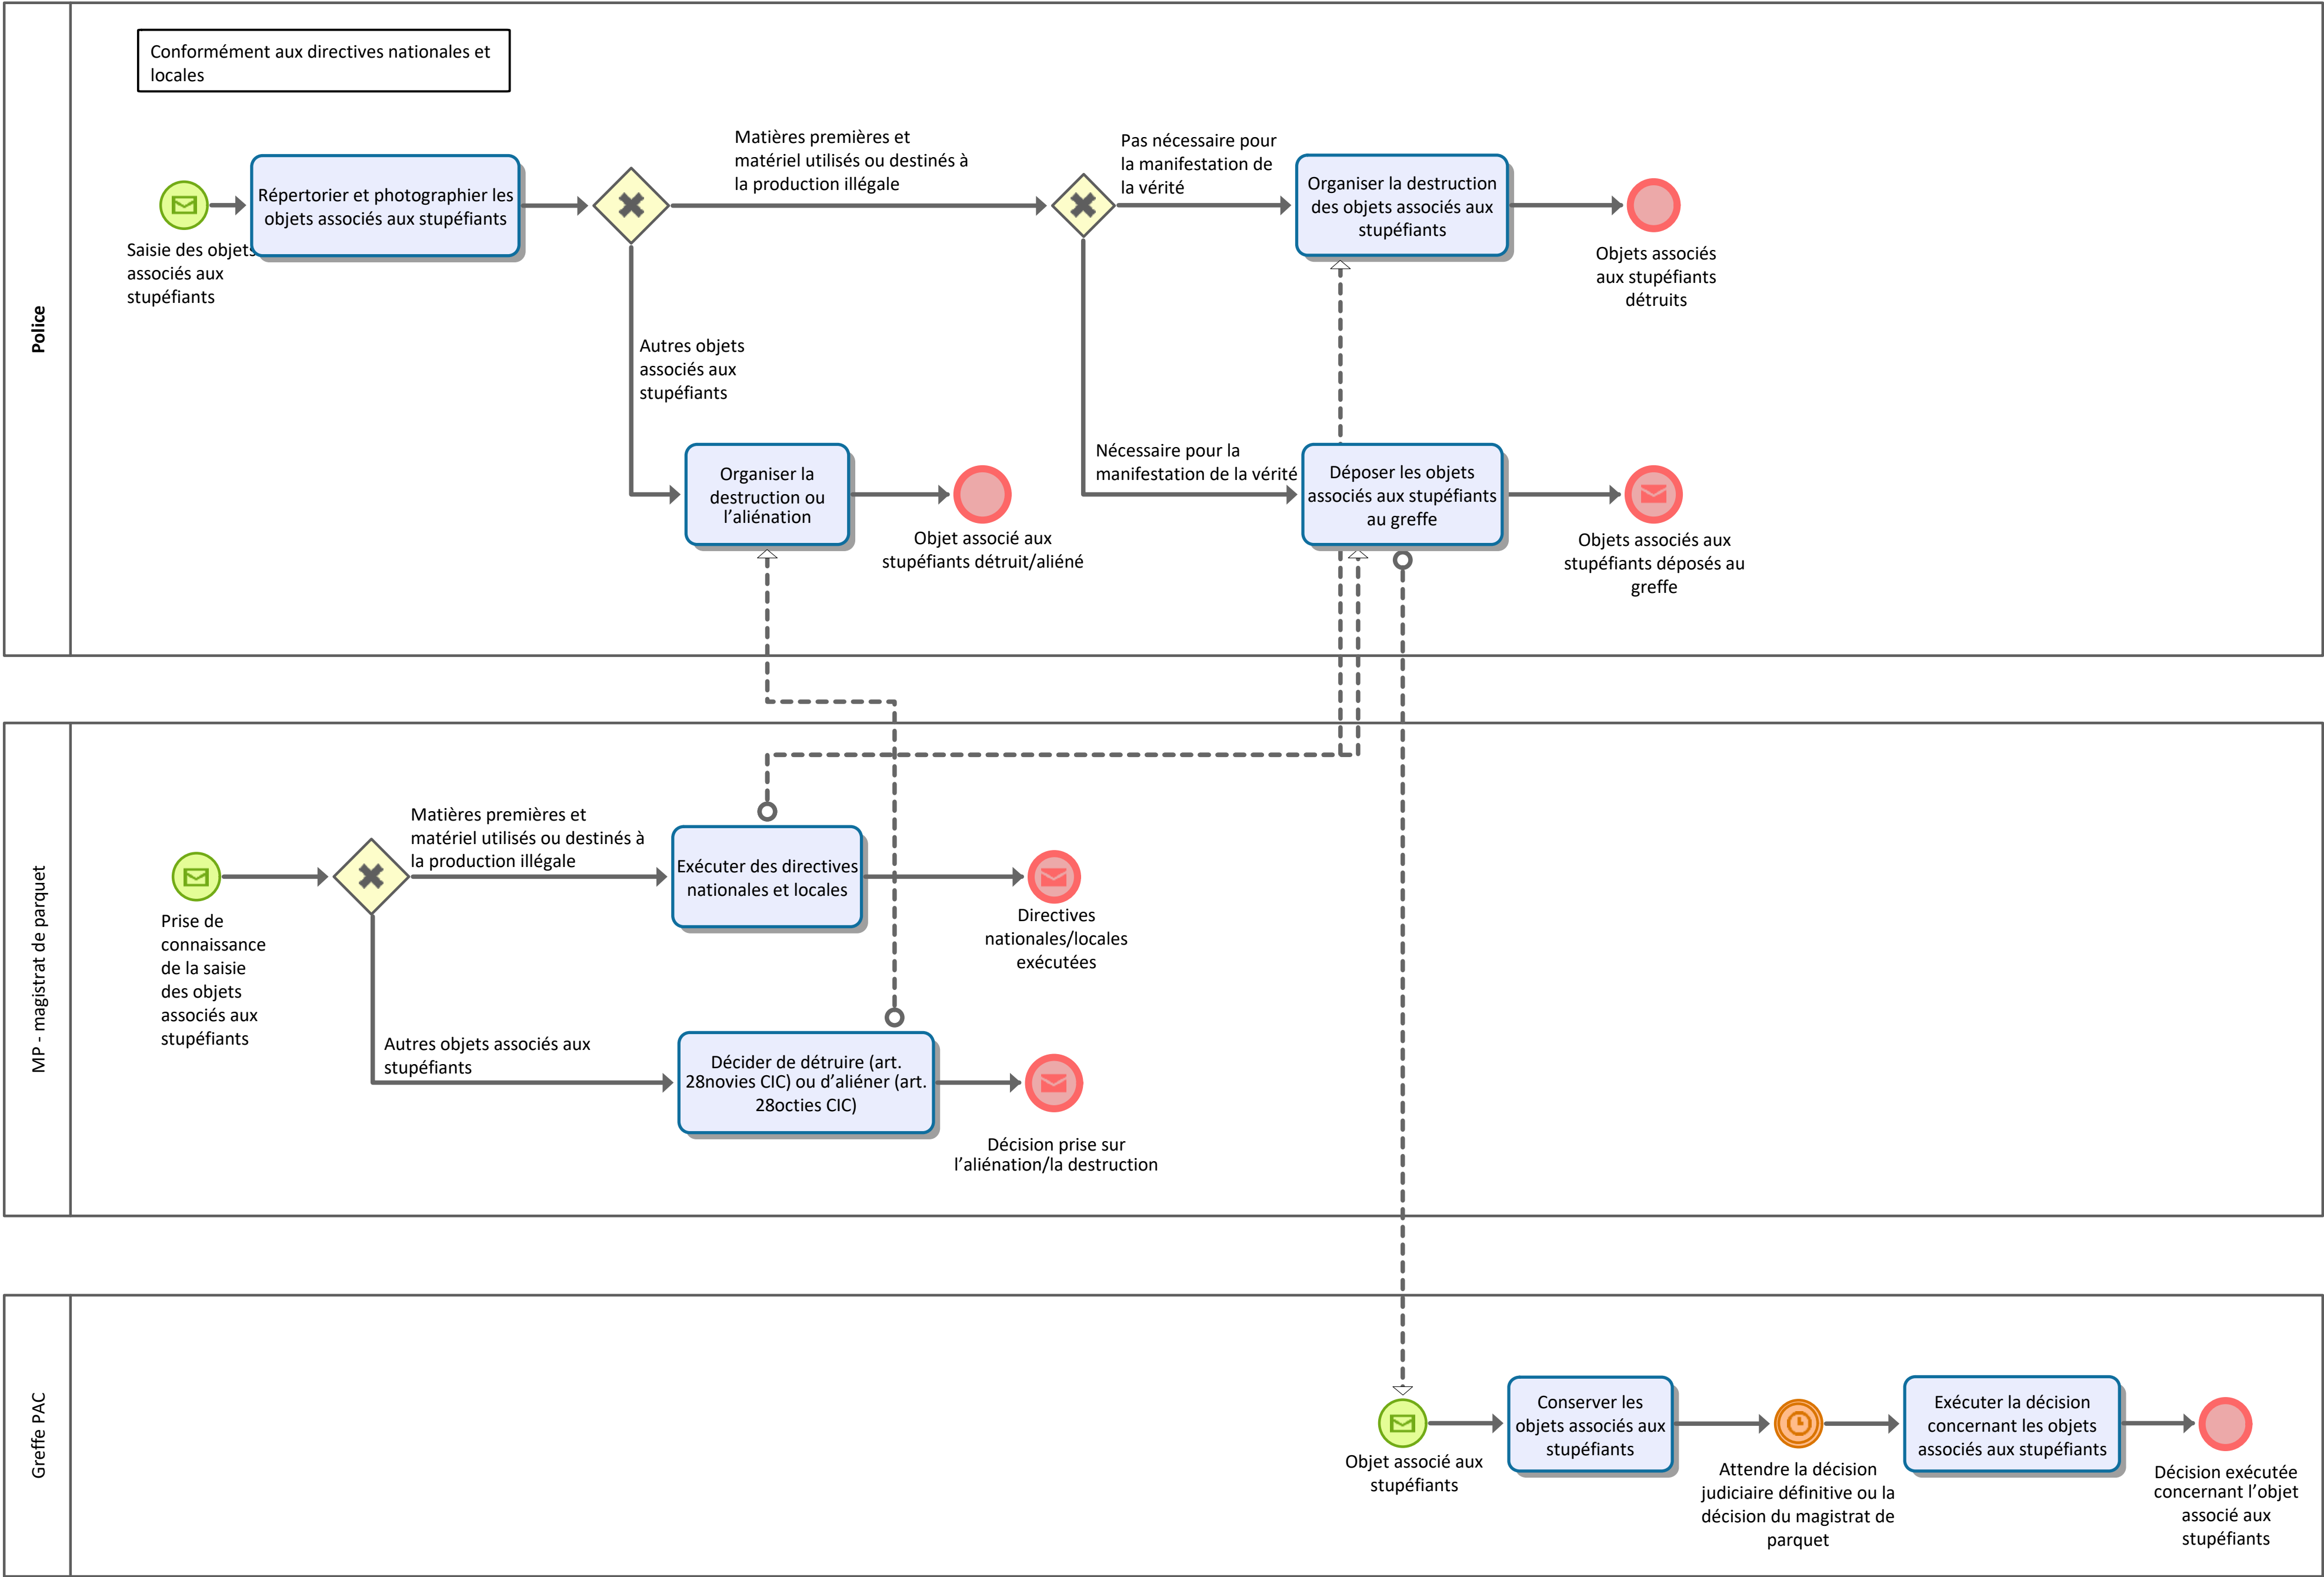 Police
Conformément aux directives nationales et
locales
Saisie des objets
associés aux
stupéfiants
Répertorier et photographier les
objets associés aux stupéfiants
Matières premières et
matériel utilisés ou destinés à
la production illégale
Pas nécessaire pour
la manifestation de
la vérité
Organiser la destruction
des objets associés aux
stupéfiants
Objets associés
aux stupéfiants
détruits
Autres objets
associés aux
stupéfiants
Organiser la
destruction ou
l’aliénation
Objet associé aux
stupéfiants détruit/aliéné
Nécessaire pour la
manifestation de la vérité
Déposer les objets
associés aux stupéfiants
au greffe
Objets associés aux
stupéfiants déposés au
greffe
MP - magistrat de parquet
Prise de
connaissance
de la saisie
des objets
associés aux
stupéfiants
Matières premières et
matériel utilisés ou destinés à
la production illégale
Exécuter des directives
nationales et locales
Directives
nationales/locales
exécutées
Autres objets associés aux
stupéfiants
Décider de détruire (art.
28novies CIC) ou d’aliéner (art.
28octies CIC)
Décision prise sur
l’aliénation/la destruction
Greffe PAC
Objet associé aux
stupéfiants
Conserver les
objets associés aux
stupéfiants
Attendre la décision
judiciaire définitive ou la
décision du magistrat de
parquet
Exécuter la décision
concernant les objets
associés aux stupéfiants
Décision exécutée
concernant l’objet
associé aux
stupéfiants